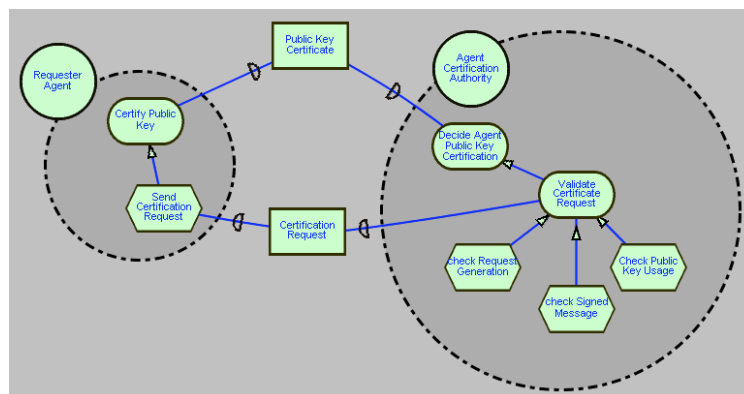 Public Key
Certificate
Requester
Agent
Agent
Certification
Authority
Certify Public
Key
Decide Agent
Public Key
Certification
Validate
Certificate
Request
Send
Certification
Request
Certification
Request
check Request
Generation
Check Public
Key Usage
check Signed
Message